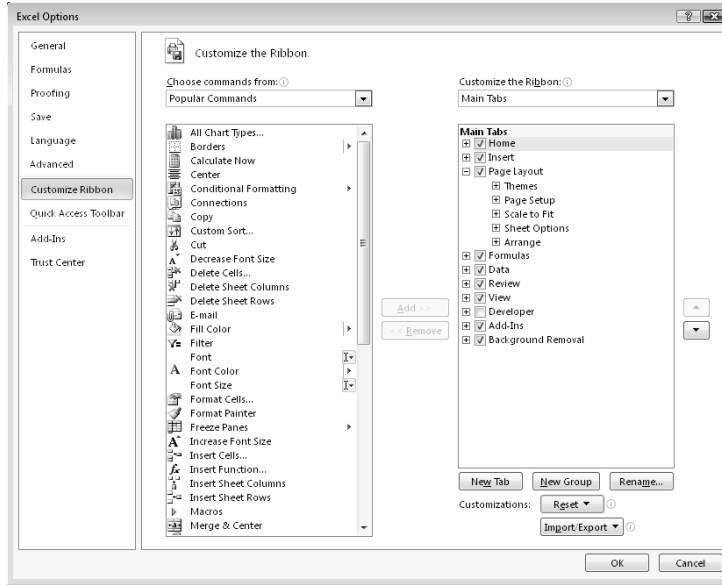 Excel Options
General
Formulas
Proofing
Save
Language
Advanced
Customize Ribbon
Quick Access Toolbar
Add-Ins
Trust Center
Customize the Ribbon.
Choose commands from:
Popular Commands
All Chart Types...
Borders
Calculate Now
Center
Conditional Formatting
Connections
Copy
Custom Sort...
Cut
Decrease Font Size
Delete Cells...
Delete Sheet Columns
Delete Sheet Rows
E-mail
Fill Color
Filter
Font
Font Color
Font Size
Format Cells...
Format Painter
Freeze Panes
Increase Font Size
Insert Cells...
Insert Function...
Insert Sheet Columns
Insert Sheet Rows
Macros
Merge & Center
Add >>
<< Remove
Customize the Ribbon:
Main Tabs
Main Tabs
Home
Insert
Page Layout
Themes
Page Setup
Scale to Fit
Sheet Options
Arrange
Formulas
Data
Review
View
Developer
Add-Ins
Background Removal
New Tab New Group Rename...
Customizations: Reset
Import/Export
OK Cancel